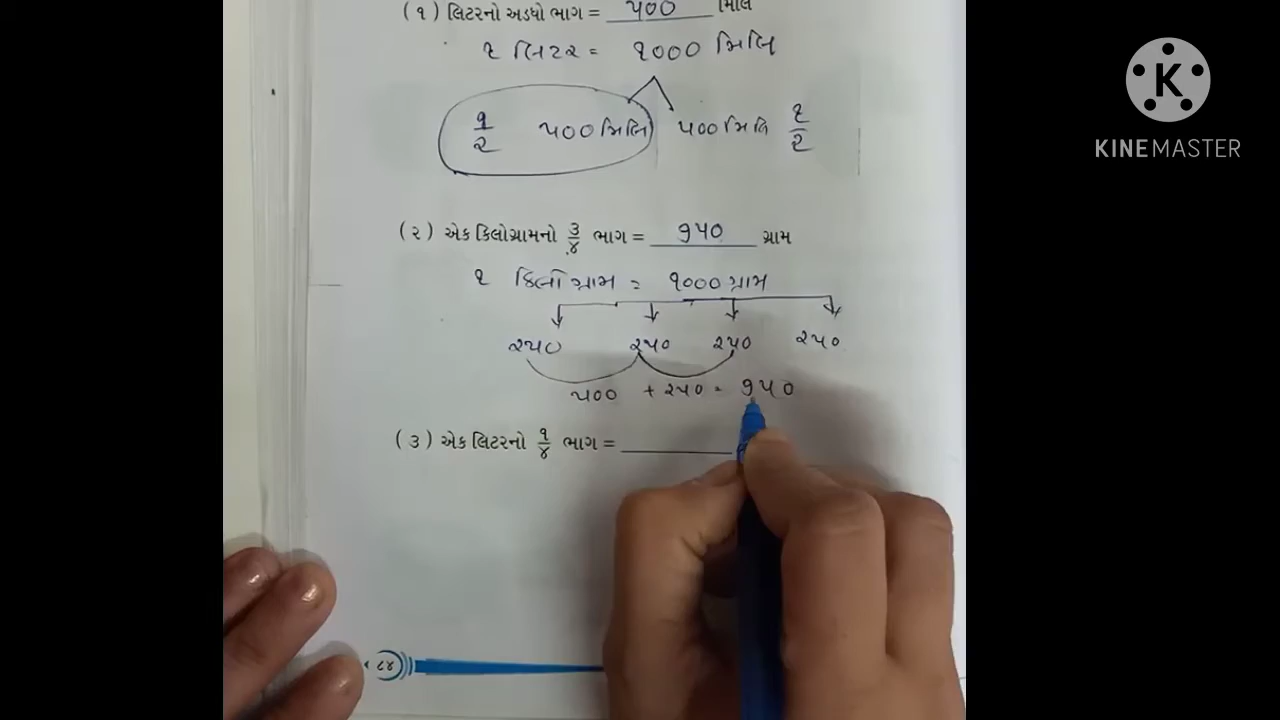 (૧) લિટરનો અડધો ભાગ = ૫૦૦ મિલિ
૧ લિટર = ૧૦૦૦ મિલિ
૧/૨ ૫૦૦ મિલિ ૫૦૦ મિલિ ૧/૨
(૨) એક કિલોગ્રામનો ૩/૪ ભાગ = ૭૫૦ ગ્રામ
૧ કિલોગ્રામ = ૧૦૦૦ ગ્રામ
૨૫૦ ૨૫૦ ૨૫૦ ૨૫૦
૫૦૦ + ૨૫૦ = ૭૫૦
(૩) એક લિટરનો ૧/૪ ભાગ =
૮૪
K
KINEMASTER